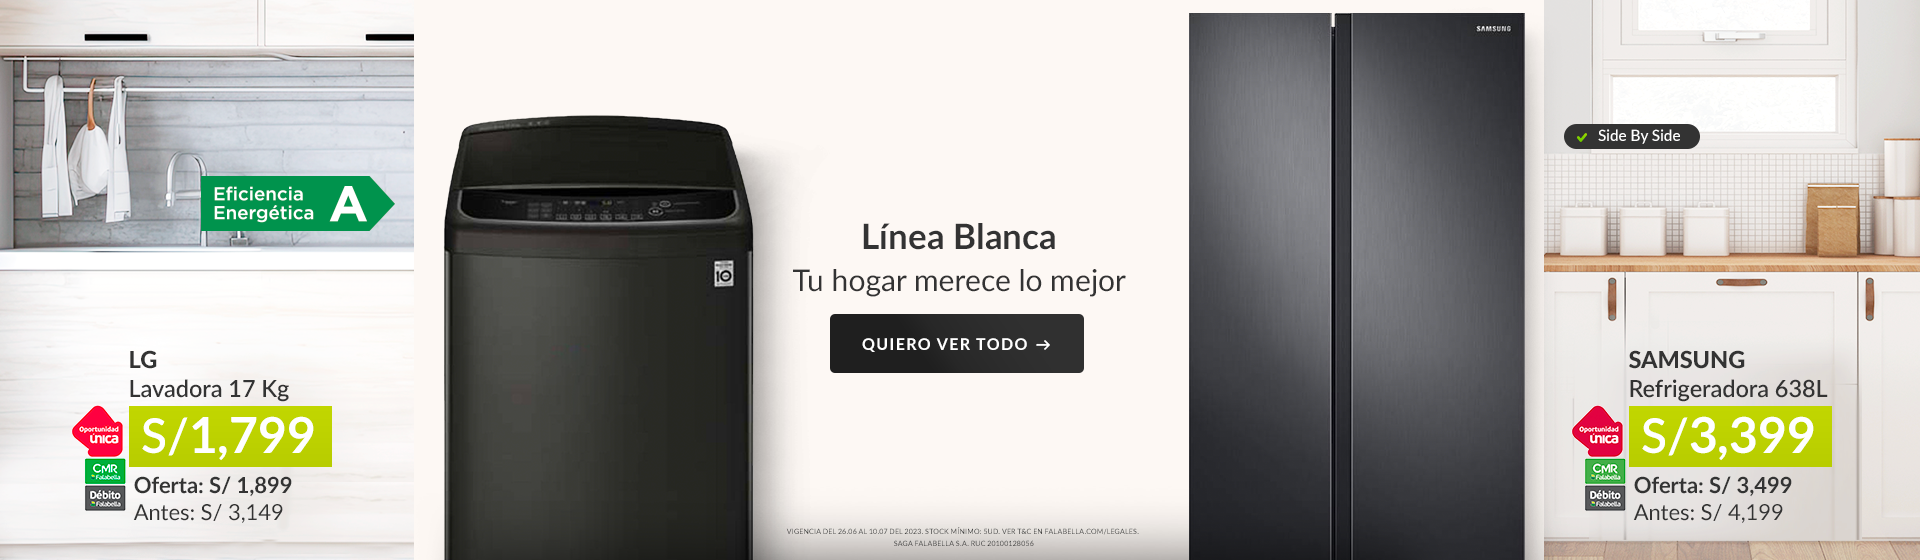 Eficiencia
Energética A
LG
Lavadora 17 Kg
Oportunidad
única
S/1,799
CMR
Falabella
Débito
Falabella
Oferta: S/ 1,899
Antes: S/ 3,149
Línea Blanca
Tu hogar merece lo mejor
QUIERO VER TODO →
VIGENCIA DEL 26.06 AL 10.07 DEL 2023. STOCK MÍNIMO: 5UD. VER T&C EN FALABELLA.COM/LEGALES.
SAGA FALABELLA S.A. RUC 20100128056
SAMSUNG
Side By Side
SAMSUNG
Refrigeradora 638L
Oportunidad
única
S/3,399
CMR
Falabella
Débito
Falabella
Oferta: S/ 3,499
Antes: S/ 4,199